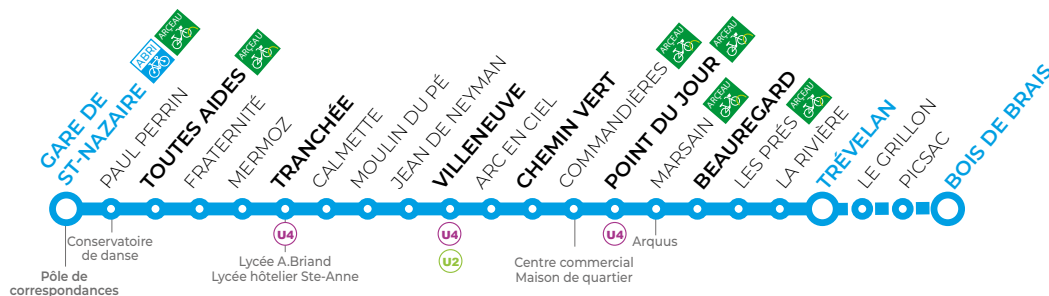 GARE DE
ST-NAZAIRE
ABRI
ARCEAU
PAUL PERRIN
TOUTES AIDES
ARCEAU
FRATERNITÉ
MERMOZ
TRANCHÉE
CALMETTE
MOULIN DU PÉ
JEAN DE NEYMAN
VILLENEUVE
ARC EN CIEL
CHEMIN VERT
COMMANDIÈRES
ARCEAU
POINT DU JOUR
ARCEAU
MARSAIN
ARCEAU
BEAUREGARD
LES PRÉS
ARCEAU
LA RIVIÈRE
TRÉVELAN
LE GRILLON
PICSAC
BOIS DE BRAIS
Conservatoire
de danse
Pôle de
correspondances
U4
Lycée A.Briand
Lycée hôtelier Ste-Anne
U4
U2
Centre commercial
Maison de quartier
U4
Arquus